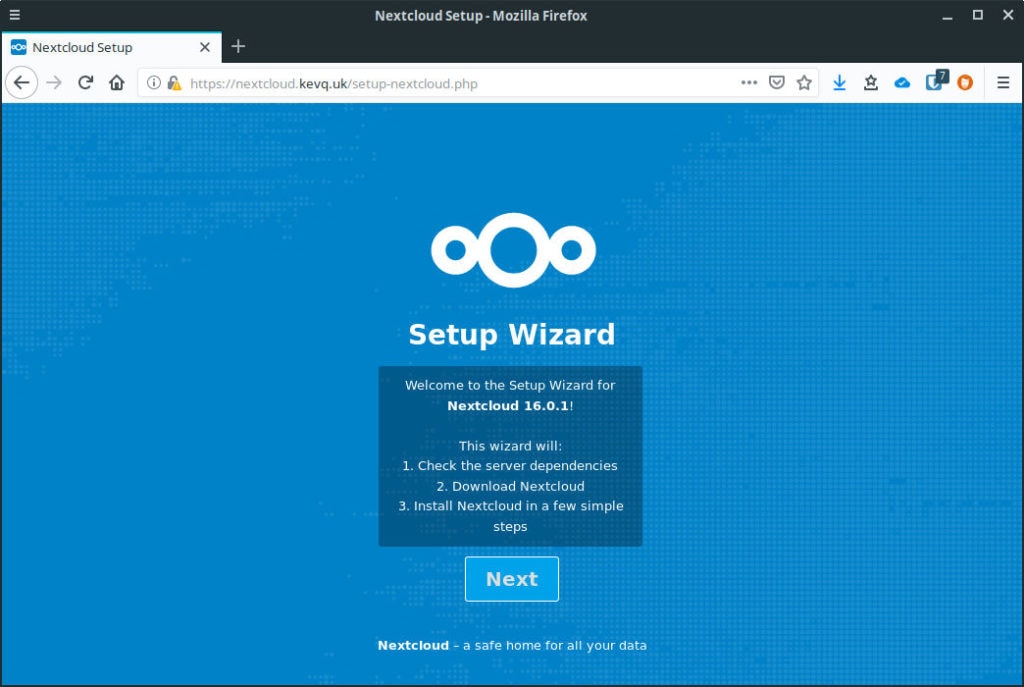 Nextcloud Setup - Mozilla Firefox
Nextcloud Setup
https://nextcloud.kevq.uk/setup-nextcloud.php
7
Setup Wizard
Welcome to the Setup Wizard for
Nextcloud 16.0.1!
This wizard will:
1. Check the server dependencies
2. Download Nextcloud
3. Install Nextcloud in a few simple
steps
Next
Nextcloud – a safe home for all your data